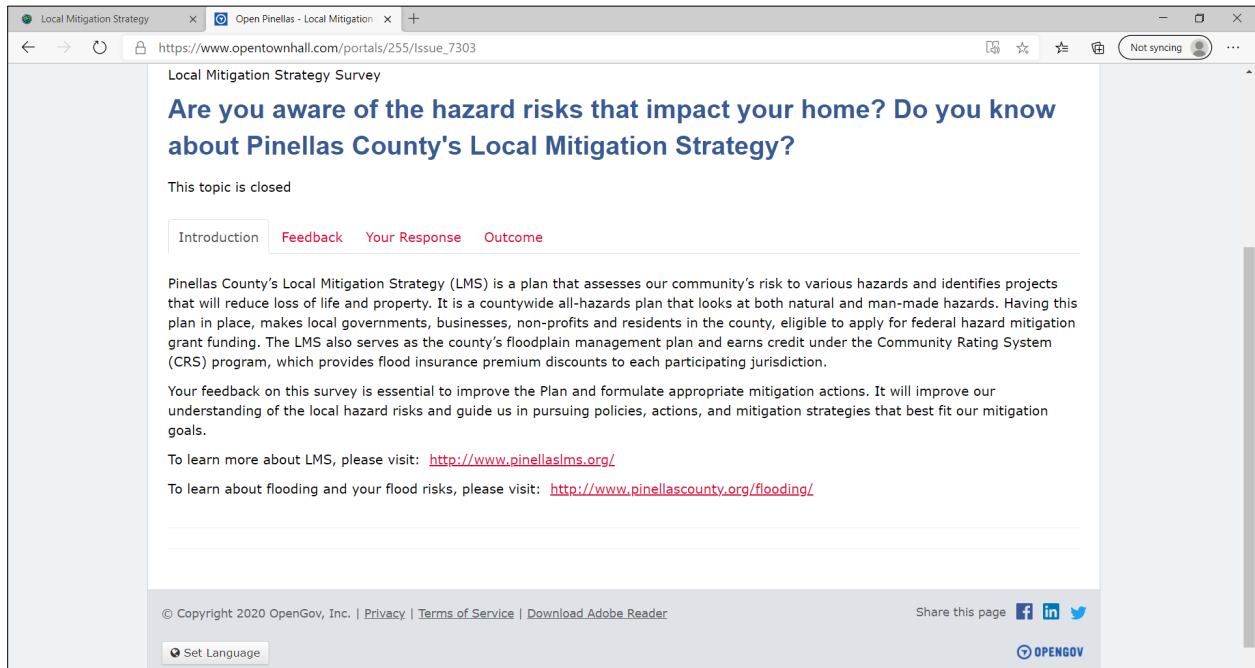 Local Mitigation Strategy
Open Pinellas - Local Mitigation
https://www.opentownhall.com/portals/255/Issue_7303
Not syncing
Local Mitigation Strategy Survey
Are you aware of the hazard risks that impact your home? Do you know
about Pinellas County's Local Mitigation Strategy?
This topic is closed
Introduction Feedback Your Response Outcome
Pinellas County’s Local Mitigation Strategy (LMS) is a plan that assesses our community’s risk to various hazards and identifies projects
that will reduce loss of life and property. It is a countywide all-hazards plan that looks at both natural and man-made hazards. Having this
plan in place, makes local governments, businesses, non-profits and residents in the county, eligible to apply for federal hazard mitigation
grant funding. The LMS also serves as the county’s floodplain management plan and earns credit under the Community Rating System
(CRS) program, which provides flood insurance premium discounts to each participating jurisdiction.
Your feedback on this survey is essential to improve the Plan and formulate appropriate mitigation actions. It will improve our
understanding of the local hazard risks and guide us in pursuing policies, actions, and mitigation strategies that best fit our mitigation
goals.
To learn more about LMS, please visit: http://www.pinellaslms.org/
To learn about flooding and your flood risks, please visit: http://www.pinellascounty.org/flooding/
© Copyright 2020 OpenGov, Inc. | Privacy | Terms of Service | Download Adobe Reader
Share this page
Set Language
OPENGOV